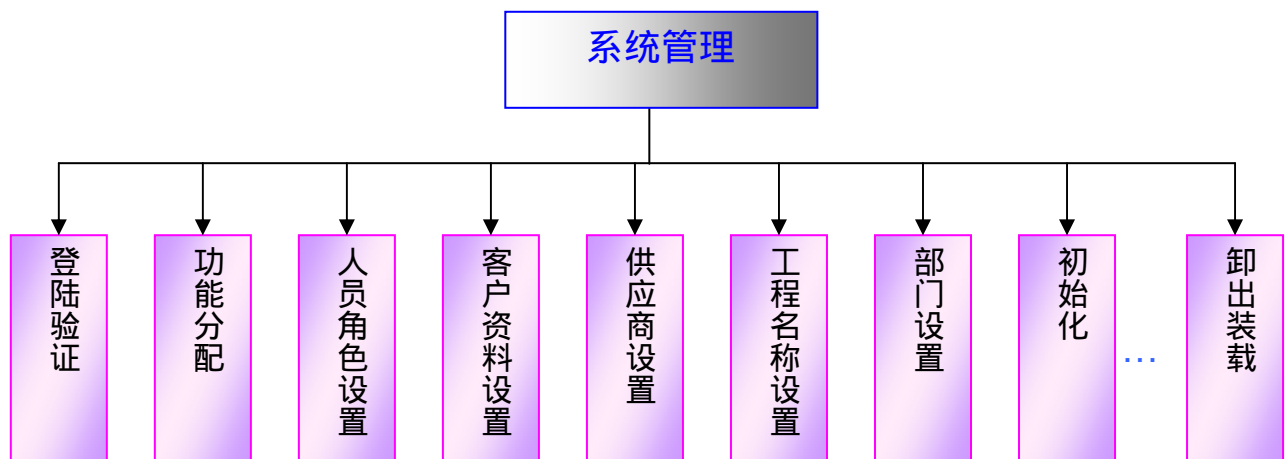 系统管理
登陆验证
功能分配
人员角色设置
客户资料设置
供应商设置
工程名称设置
部门设置
初始化
…
卸出装载